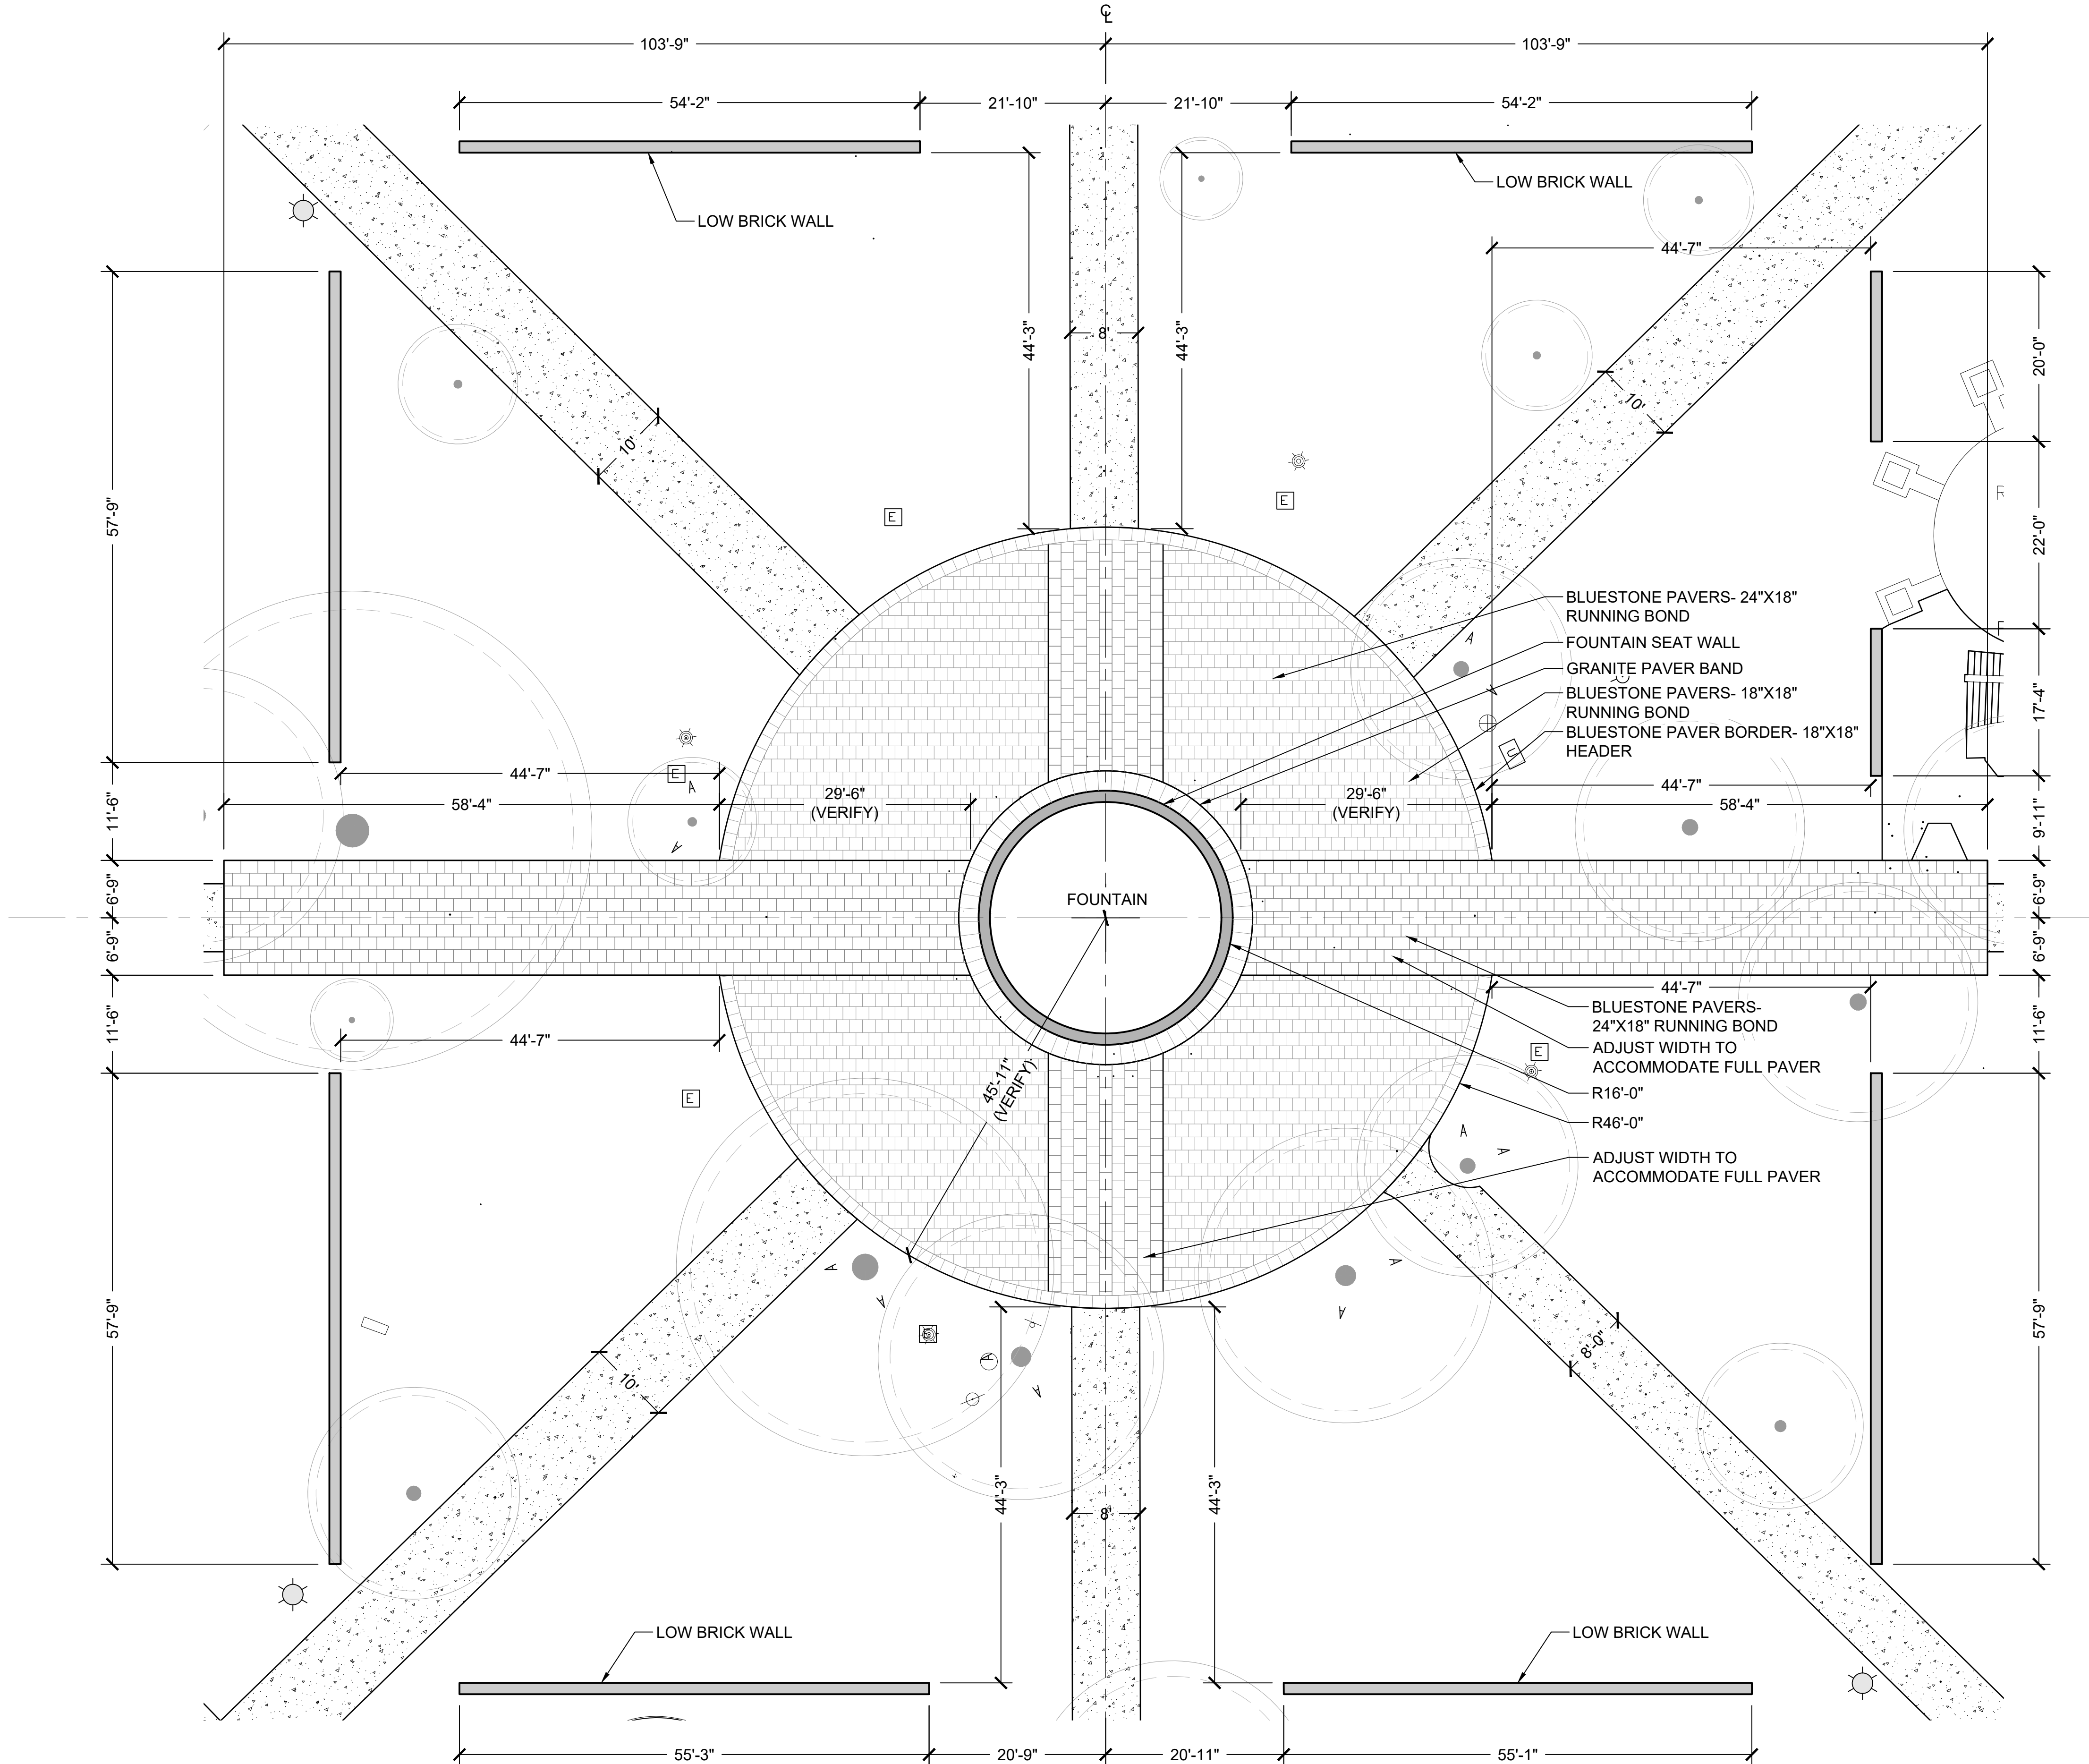 ℄
103'-9"
103'-9"
54'-2"
21'-10"
21'-10"
54'-2"
LOW BRICK WALL
LOW BRICK WALL
44'-7"
44'-3"
8'
44'-3"
20'-0"
10'
10'
57'-9"
E
E
R
22'-0"
BLUESTONE PAVERS- 24"X18"
RUNNING BOND
FOUNTAIN SEAT WALL
GRANITE PAVER BAND
BLUESTONE PAVERS- 18"X18"
RUNNING BOND
BLUESTONE PAVER BORDER- 18"X18"
HEADER
A
U
17'-4"
44'-7"
E
A
58'-4"
29'-6"
(VERIFY)
29'-6"
(VERIFY)
44'-7"
58'-4"
11'-6"
9'-11"
A
6'-9"
6'-9"
FOUNTAIN
6'-9"
6'-9"
44'-7"
BLUESTONE PAVERS-
24"X18" RUNNING BOND
11'-6"
11'-6"
44'-7"
ADJUST WIDTH TO
ACCOMMODATE FULL PAVER
E
45'-11"
(VERIFY)
R16'-0"
E
R46'-0"
A
A
ADJUST WIDTH TO
ACCOMMODATE FULL PAVER
A
A
A
A
57'-9"
57'-9"
8'-0"
A
A
10'
44'-3"
8'
44'-3"
LOW BRICK WALL
LOW BRICK WALL
55'-3"
20'-9"
20'-11"
55'-1"